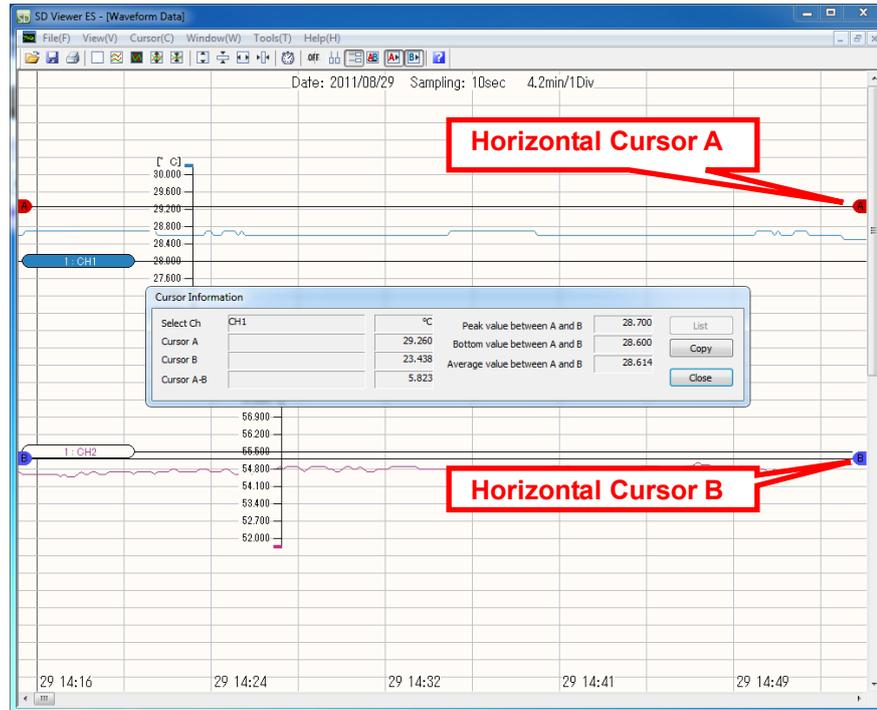 SD Viewer ES - [Waveform Data]
File(F) View(V) Cursor(C) Window(W) Tools(T) Help(H)
OFF AB A B ?
Date: 2011/08/29 Sampling: 10sec 4.2min/1Div
Horizontal Cursor A
[° C]
30.000
29.600
A 29.200 A
28.800
28.400
1 : CH1 28.000
27.600
Cursor Information
Select Ch CH1 °C
Cursor A 29.260
Cursor B 23.438
Cursor A-B 5.823
Peak value between A and B 28.700
Bottom value between A and B 28.600
Average value between A and B 28.614
List
Copy
Close
56.900
56.200
1 : CH2 55.500
B B
54.800
54.100
Horizontal Cursor B
53.400
52.700
52.000
29 14:16 29 14:24 29 14:32 29 14:41 29 14:49